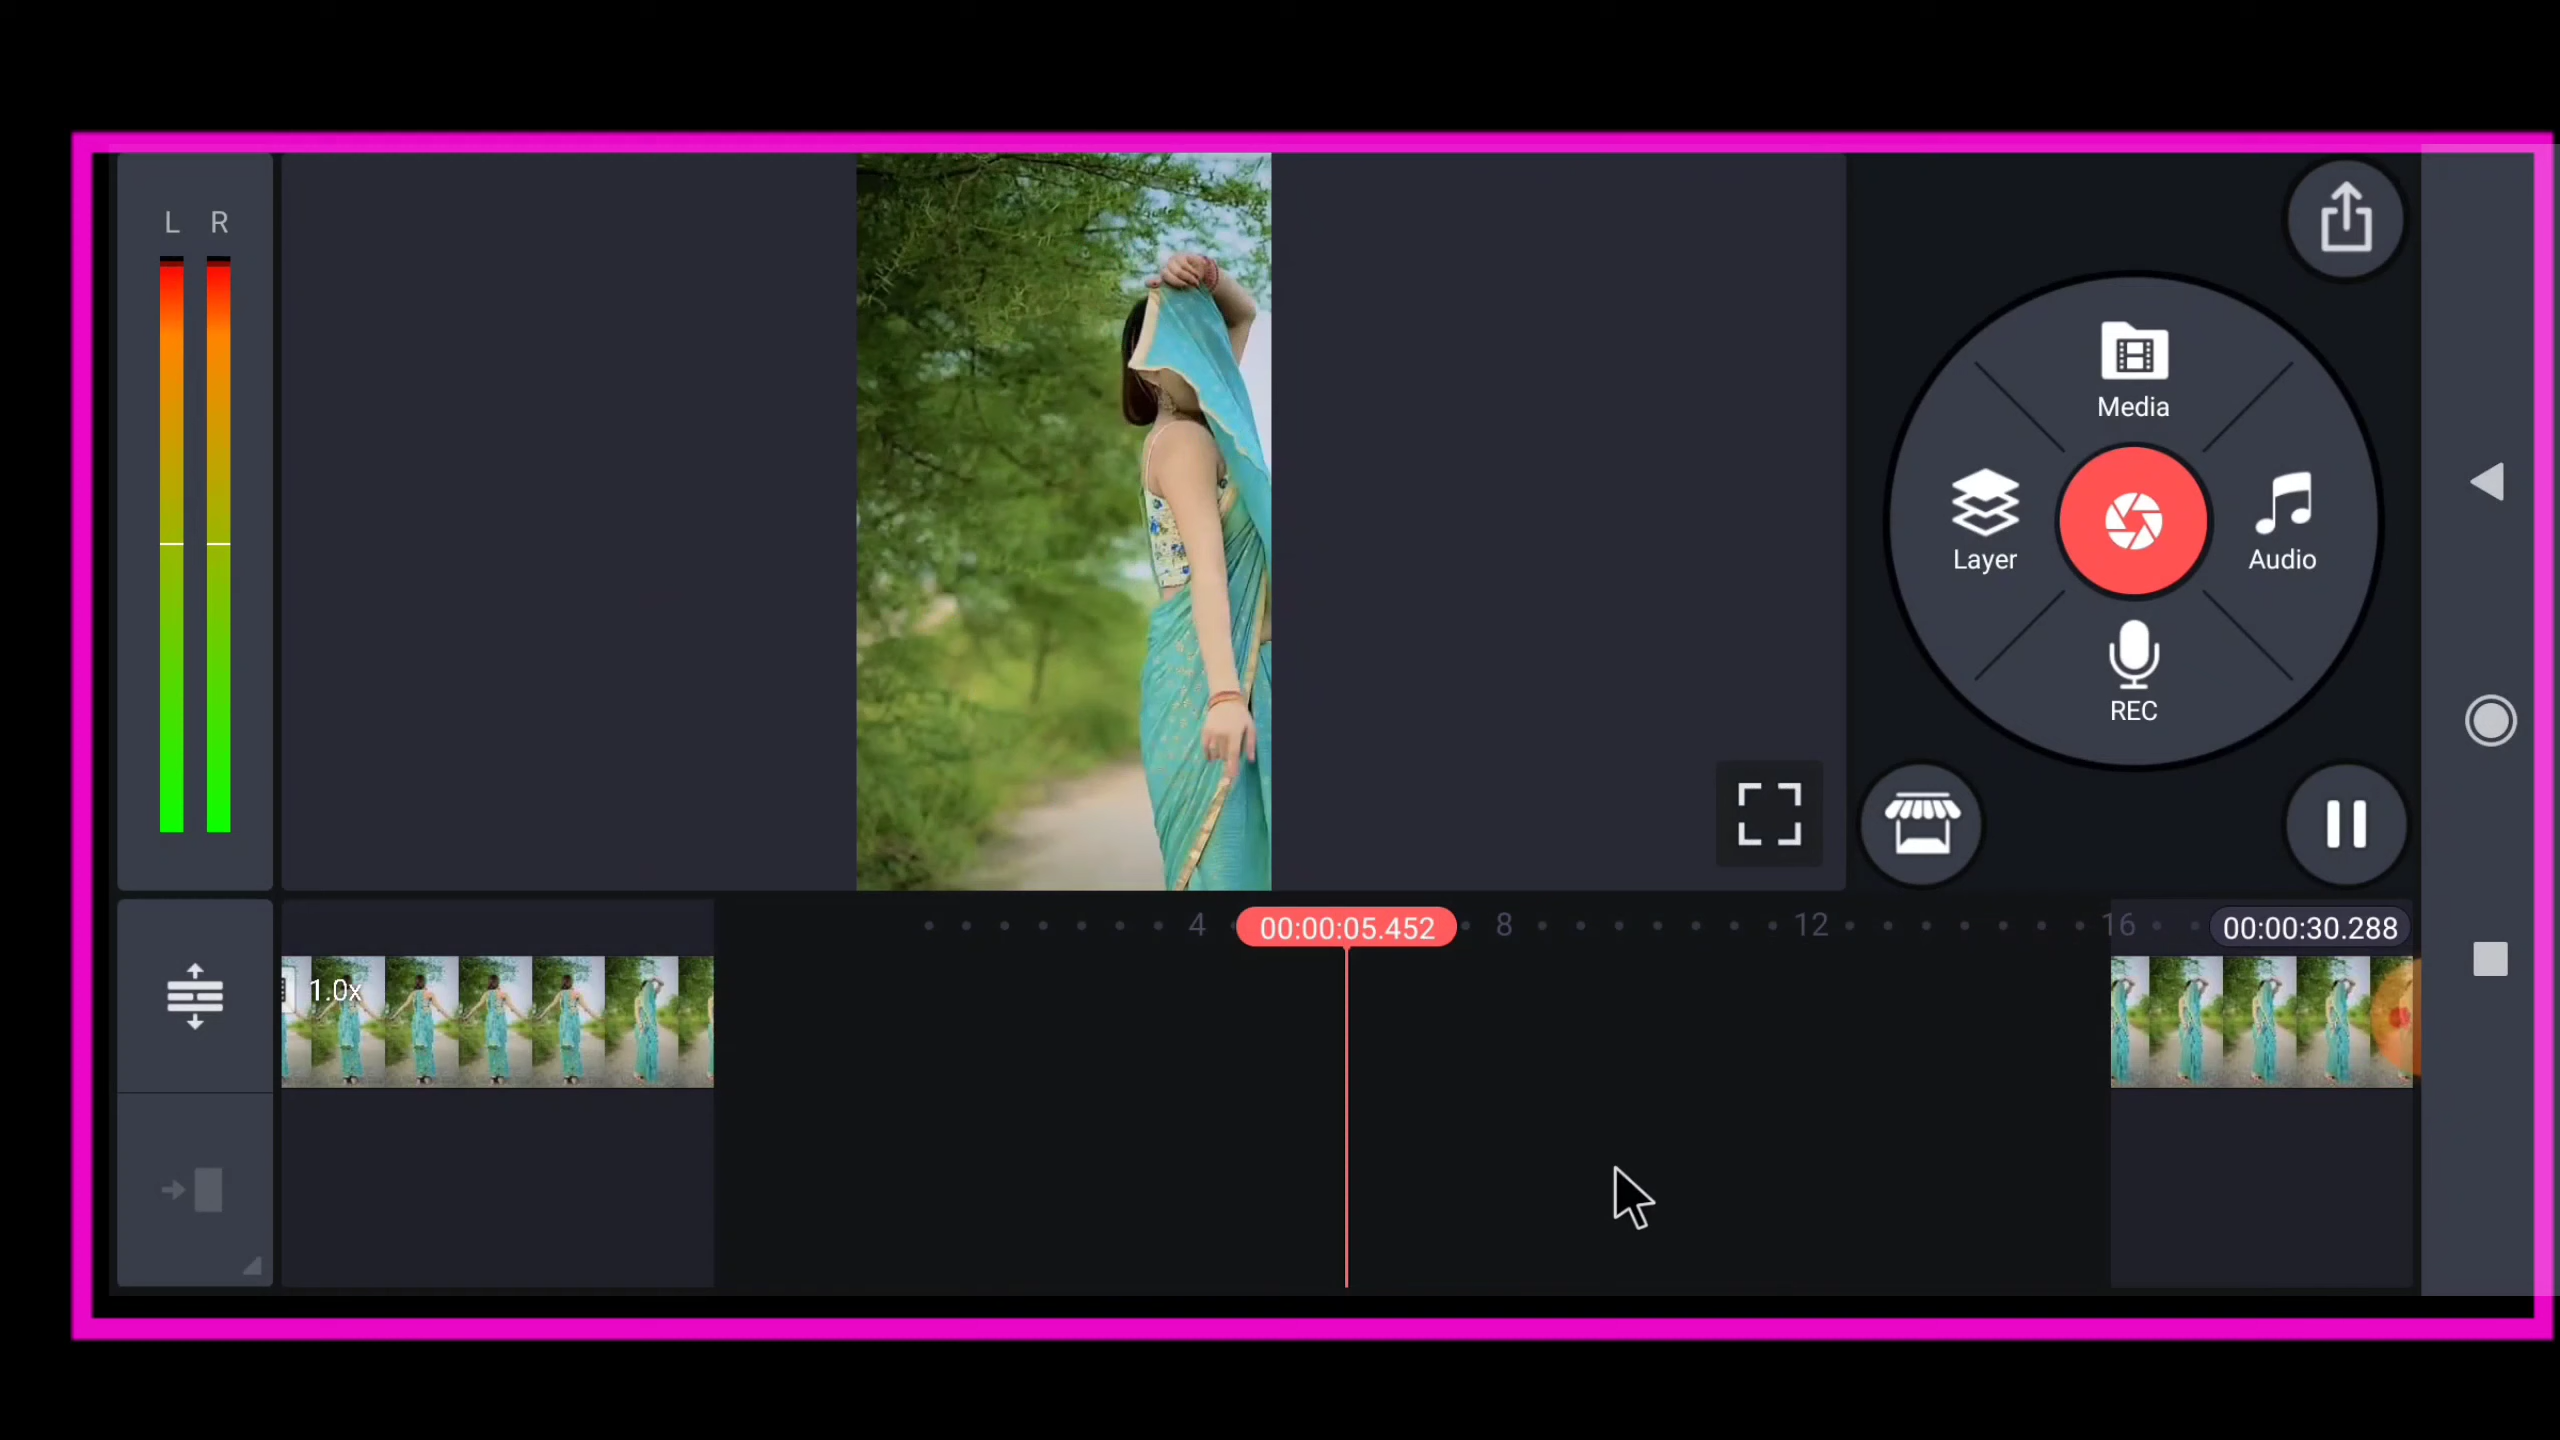 L R
Media
Layer
Audio
REC
4
00:00:05.452
8
12
16
00:00:30.288
1.0x